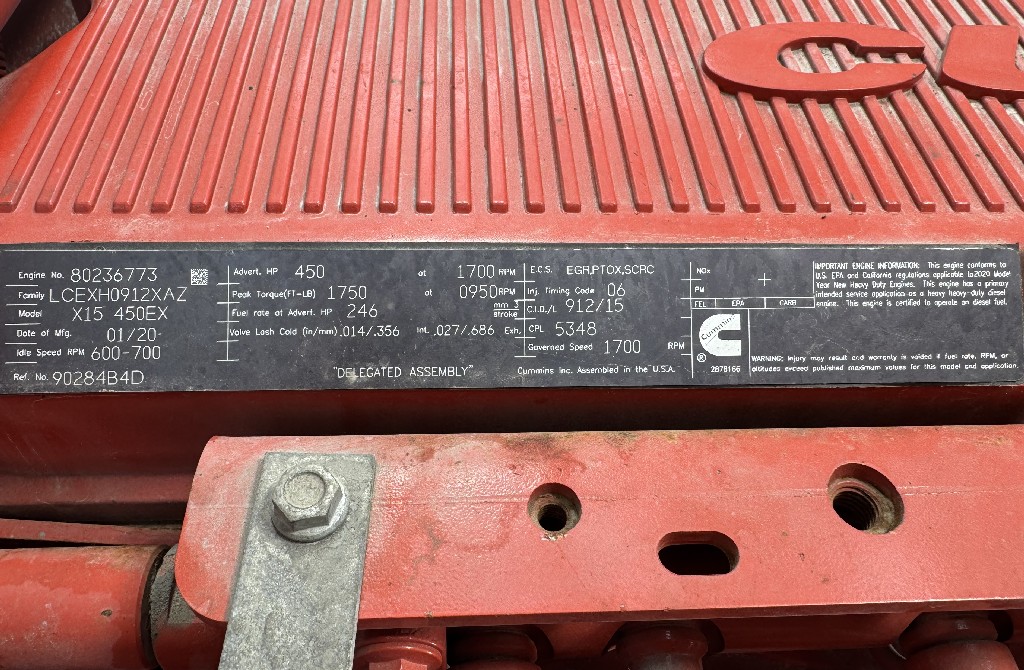 CU
Engine No. 80236773
Family LCEXH0912XAZ
Model X15 450EX
Date of Mfg. 01/20
Idle Speed RPM 600-700
Ref. No. 90284B4D
Advert. HP 450 at 1700 RPM
Peak Torque(FT-LB) 1750 at 0950 RPM
Fuel rate at Advert. HP 246 mm 3 stroke
Valve Lash Cold (in/mm) .014/.356 Int. .027/.686 Exh.
"DELEGATED ASSEMBLY"
E.C.S. EGR,PTOX,SCRC
Inj. Timing Code 06
C.I.D./L 912/15
CPL 5348
Governed Speed 1700 RPM
Cummins Inc. Assembled in the U.S.A.
NOx
PM
FEL EPA CARB
Cummins
®
2878166
IMPORTANT ENGINE INFORMATION: This engine conforms to
U.S. EPA and California regulations applicable to 2020 Model
Year New Heavy Duty Engines. This engine has a primary
intended service application as a heavy heavy-duty diesel
engine. This engine is certified to operate on diesel fuel.
WARNING: Injury may result and warranty is voided if fuel rate, RPM, or
altitudes exceed published maximum values for this model and application.